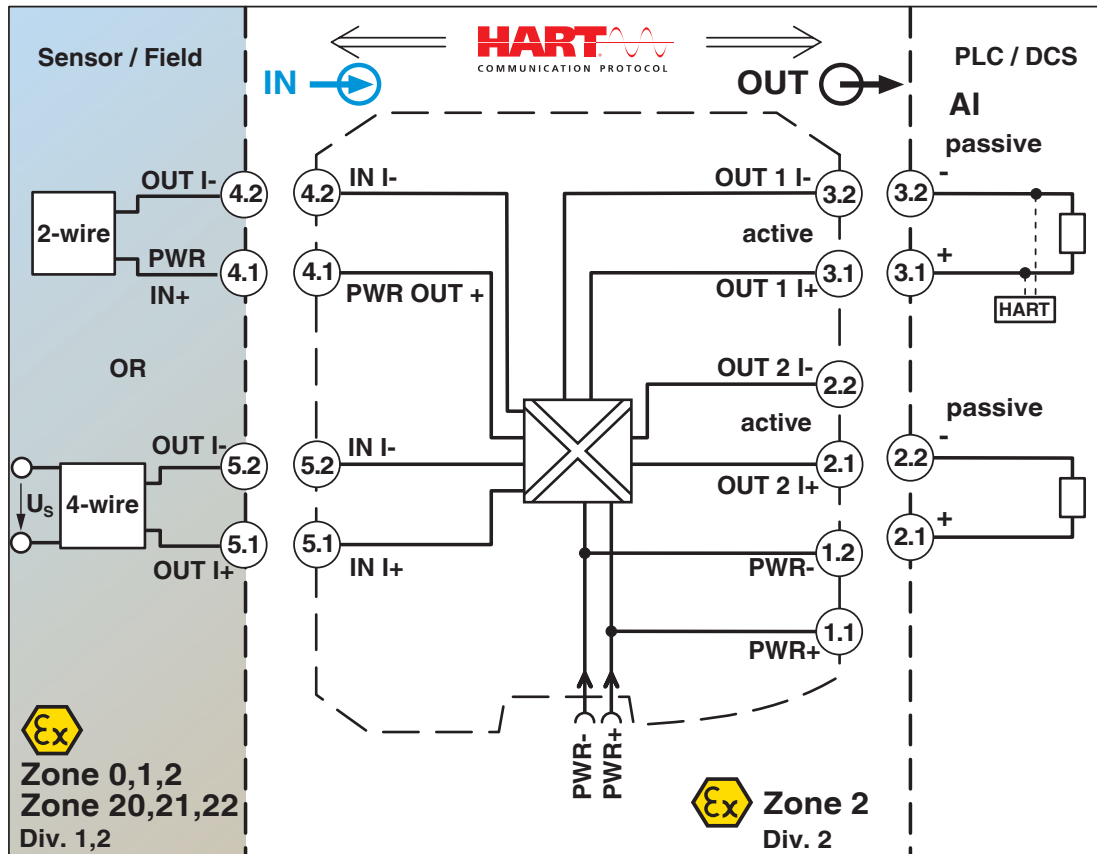 Sensor / Field
HART
COMMUNICATION PROTOCOL
PLC / DCS
IN
OUT
AI
passive
OUT I-
4.2
4.2
IN I-
OUT 1 I-
3.2
3.2
-
2-wire
active
PWR
IN+
4.1
4.1
PWR OUT +
OUT 1 I+
3.1
3.1
+
HART
OR
OUT 2 I-
2.2
active
passive
OUT I-
5.2
5.2
IN I-
2.1
OUT 2 I+
2.2
-
Us
4-wire
5.1
OUT I+
5.1
IN I+
2.1
+
1.2
PWR-
1.1
PWR+
PWR-
PWR+
Ex
Zone 0,1,2
Zone 20,21,22
Div. 1,2
Ex
Zone 2
Div. 2